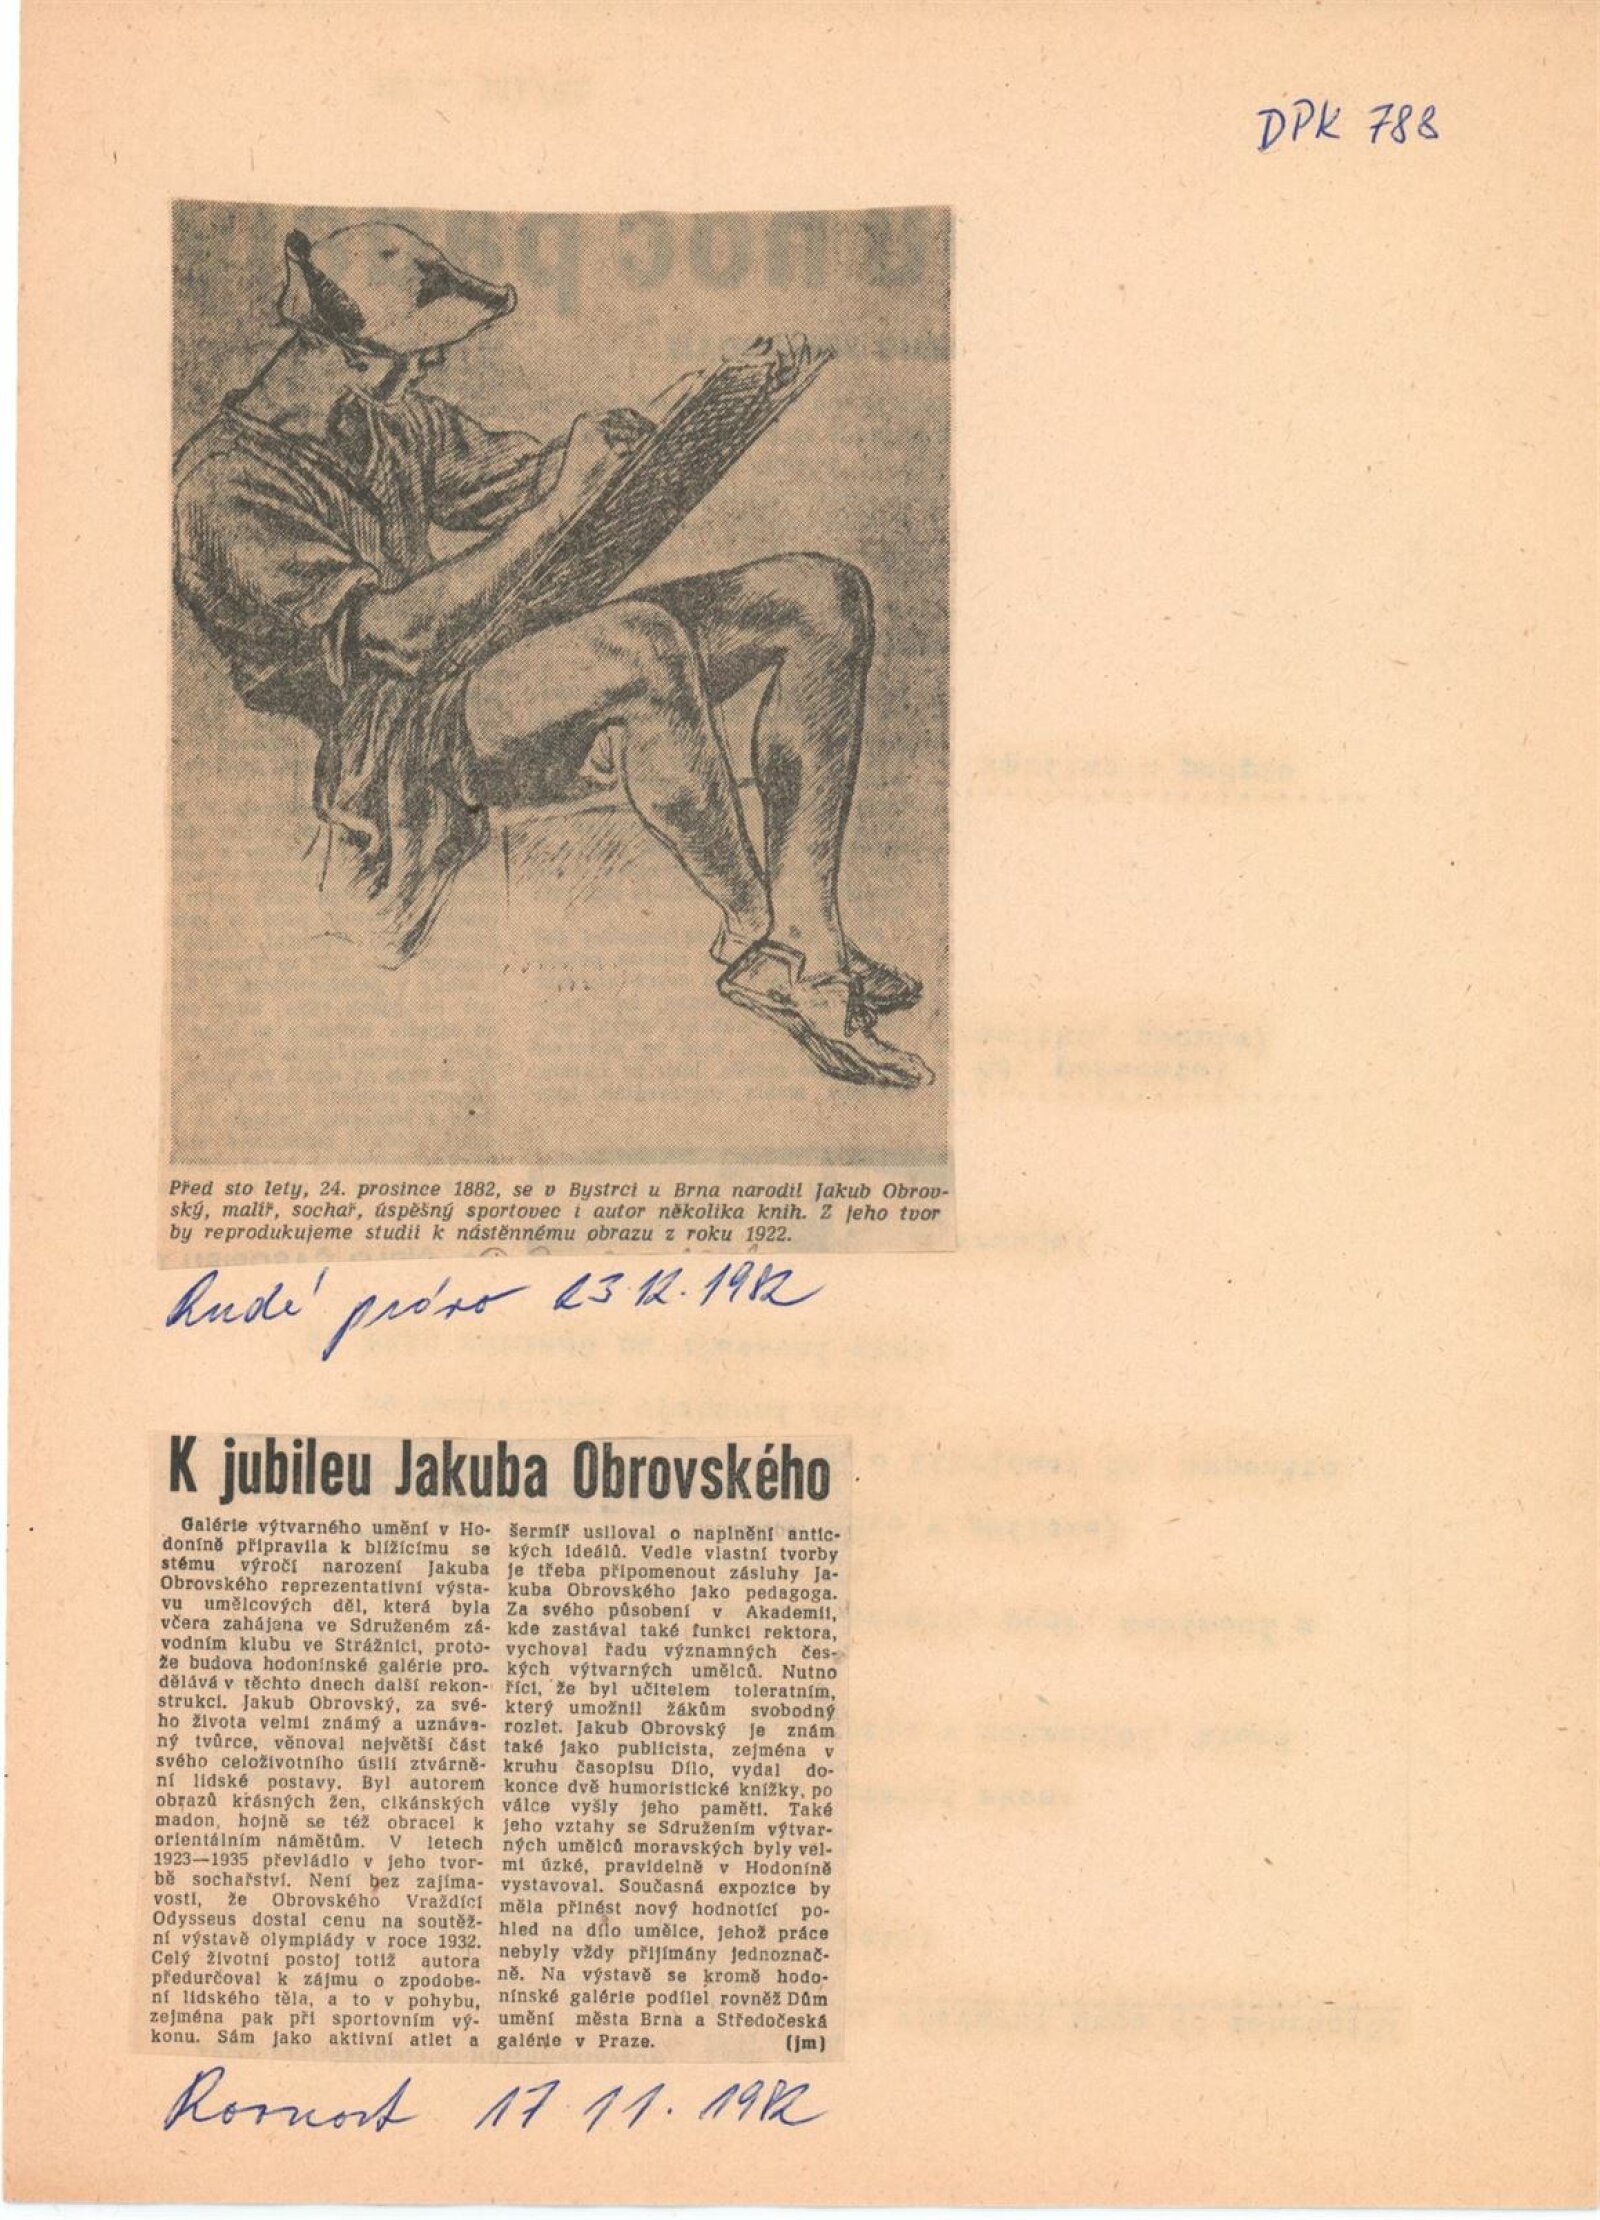 DPK 788
Před sto lety, 24. prosince 1882, se v Bystrci u Brna narodil Jakub Obrov-
ský, malíř, sochař, úspěšný sportovec i autor několika knih. Z jeho tvor
by reprodukujeme studii k nástěnnému obrazu z roku 1922.
Rudé právo 23.12.1982
K jubileu Jakuba Obrovského
Galérie výtvarného umění v Ho-
doníně připravila k blížícímu se
stému výročí narození Jakuba
Obrovského reprezentativní výsta-
vu umělcových děl, která byla
včera zahájena ve Sdruženém zá-
vodním klubu ve Strážnici, proto-
že budova hodonínské galérie pro-
dělává v těchto dnech další rekon-
strukci. Jakub Obrovský, za své-
ho života velmi známý a uznáva-
ný tvůrce, věnoval největší část
svého celoživotního úsilí ztvárně-
ní lidské postavy. Byl autorem
obrazů krásných žen, cikánských
madon, hojně se též obracel k
orientálním námětům. V letech
1923—1935 převládlo v jeho tvor-
bě sochařství. Není bez zajíma-
vosti, že Obrovského Vraždící
Odysseus dostal cenu na soutěž-
ní výstavě olympiády v roce 1932.
Celý životní postoj totiž autora
předurčoval k zájmu o zpodobe-
ní lidského těla, a to v pohybu,
zejména pak při sportovním vý-
konu. Sám jako aktivní atlet a
šermíř usiloval o naplnění antic-
kých ideálů. Vedle vlastní tvorby
je třeba připomenout zásluhy Ja-
kuba Obrovského jako pedagoga.
Za svého působení v Akademii,
kde zastával také funkci rektora,
vychoval řadu významných čes-
kých výtvarných umělců. Nutno
říci, že byl učitelem toleratním,
který umožnil žákům svobodný
rozlet. Jakub Obrovský je znám
také jako publicista, zejména v
kruhu časopisu Dílo, vydal do-
konce dvě humoristické knížky, po
válce vyšly jeho paměti. Také
jeho vztahy se Sdružením výtvar-
ných umělců moravských byly vel-
mi úzké, pravidelně v Hodoníně
vystavoval. Současná expozice by
měla přinést nový hodnotící po-
hled na dílo umělce, jehož práce
nebyly vždy přijímány jednoznač-
ně. Na výstavě se kromě hodo-
nínské galérie podílel rovněž Dům
umění města Brna a Středočeská
galérie v Praze. (jm)
Rovnost 17.11.1982